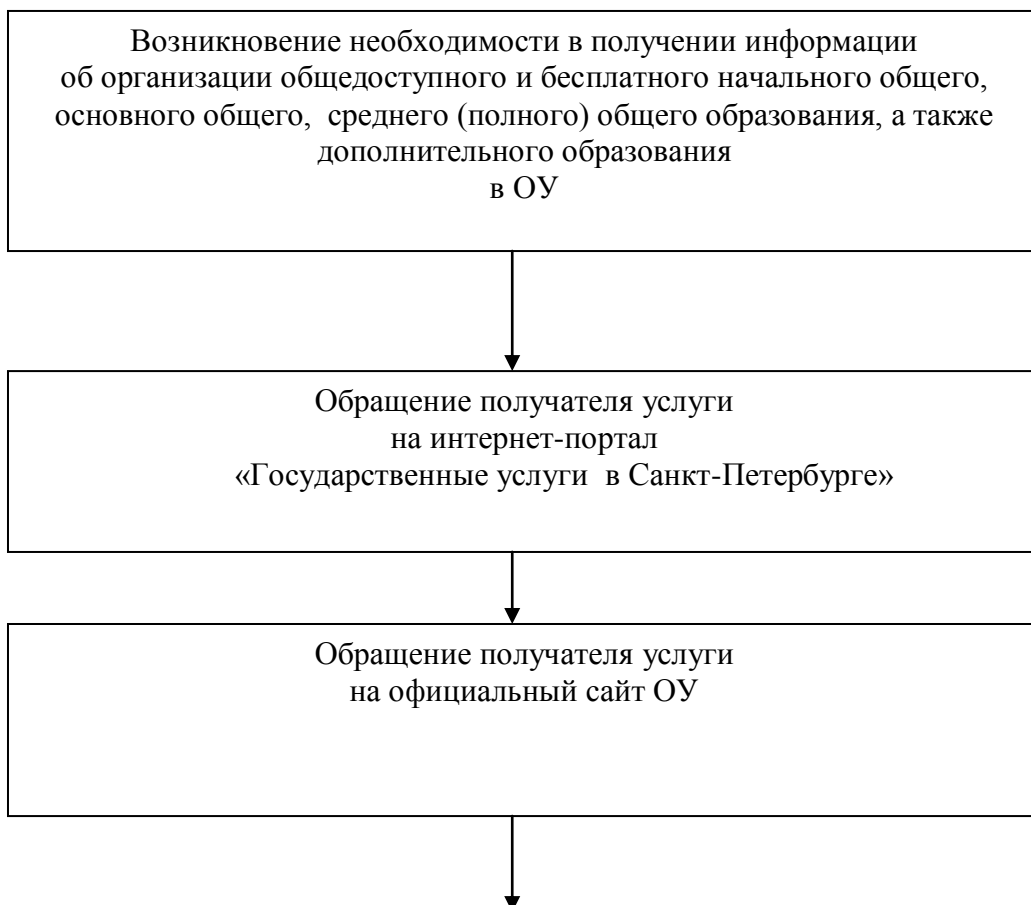 Возникновение необходимости в получении информации
об организации общедоступного и бесплатного начального общего,
основного общего,  среднего (полного) общего образования, а также
дополнительного образования
в ОУ
Обращение получателя услуги
на интернет-портал
«Государственные услуги  в Санкт-Петербурге»
Обращение получателя услуги
на официальный сайт ОУ